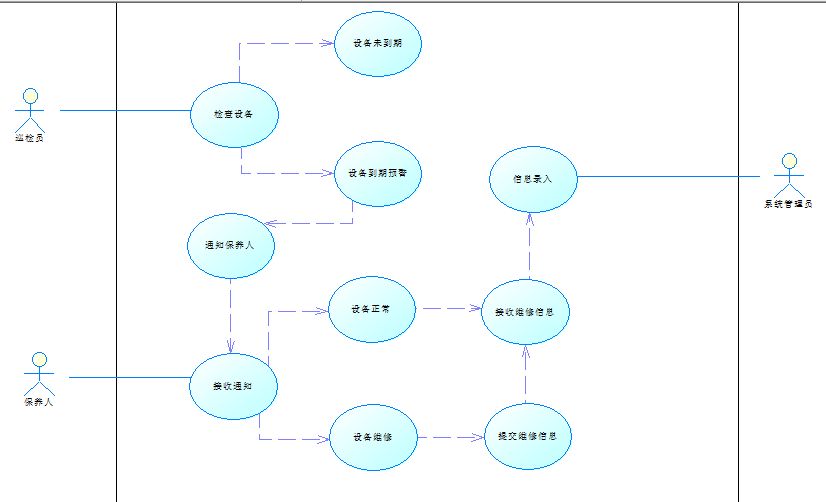 设备未到期
检查设备
巡检员
设备到期预警
信息录入
系统管理员
通知保养人
设备正常
接收维修信息
接收通知
保养人
设备维修
提交维修信息